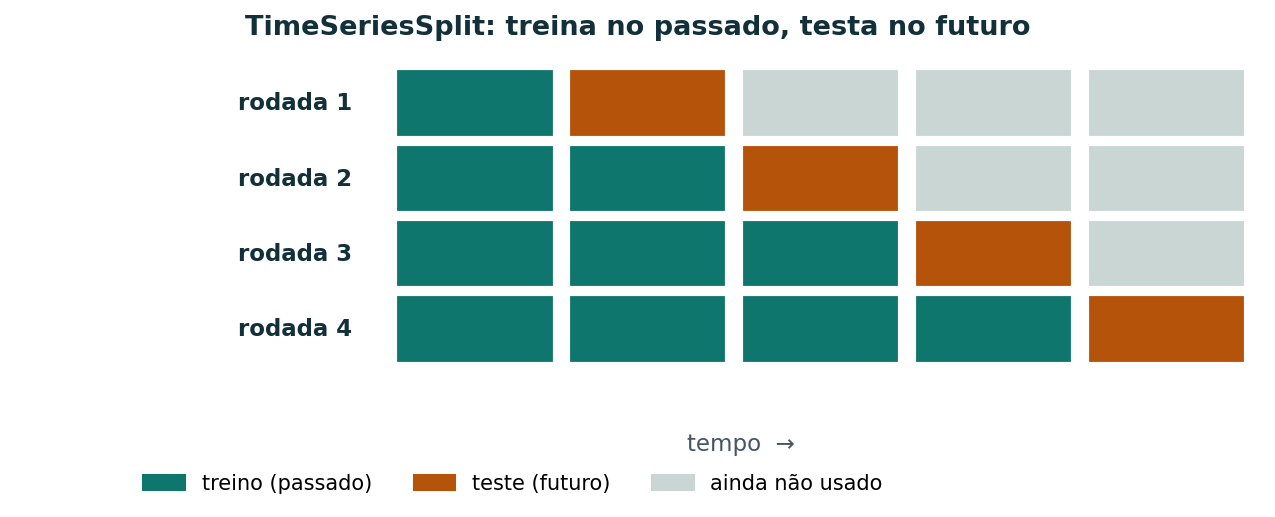 TimeSeriesSplit: treina no passado, testa no futuro
rodada 1
rodada 2
rodada 3
rodada 4
tempo →
treino (passado)
teste (futuro)
ainda não usado